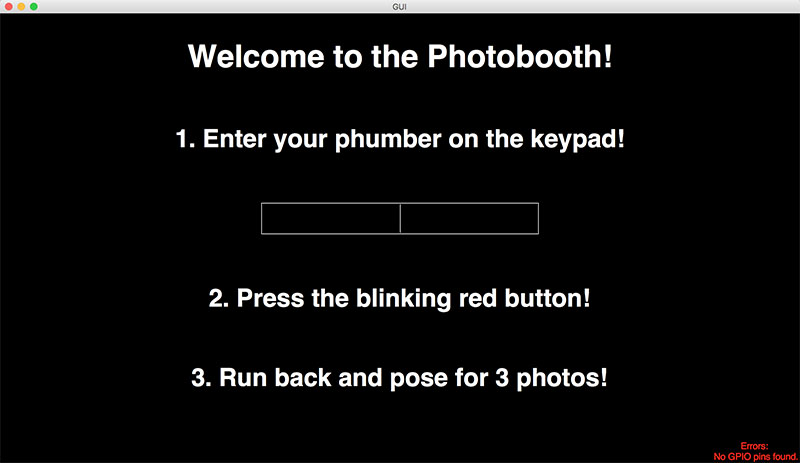 GUI
Welcome to the Photobooth!
1. Enter your phumber on the keypad!
2. Press the blinking red button!
3. Run back and pose for 3 photos!
Errors:
No GPIO pins found.